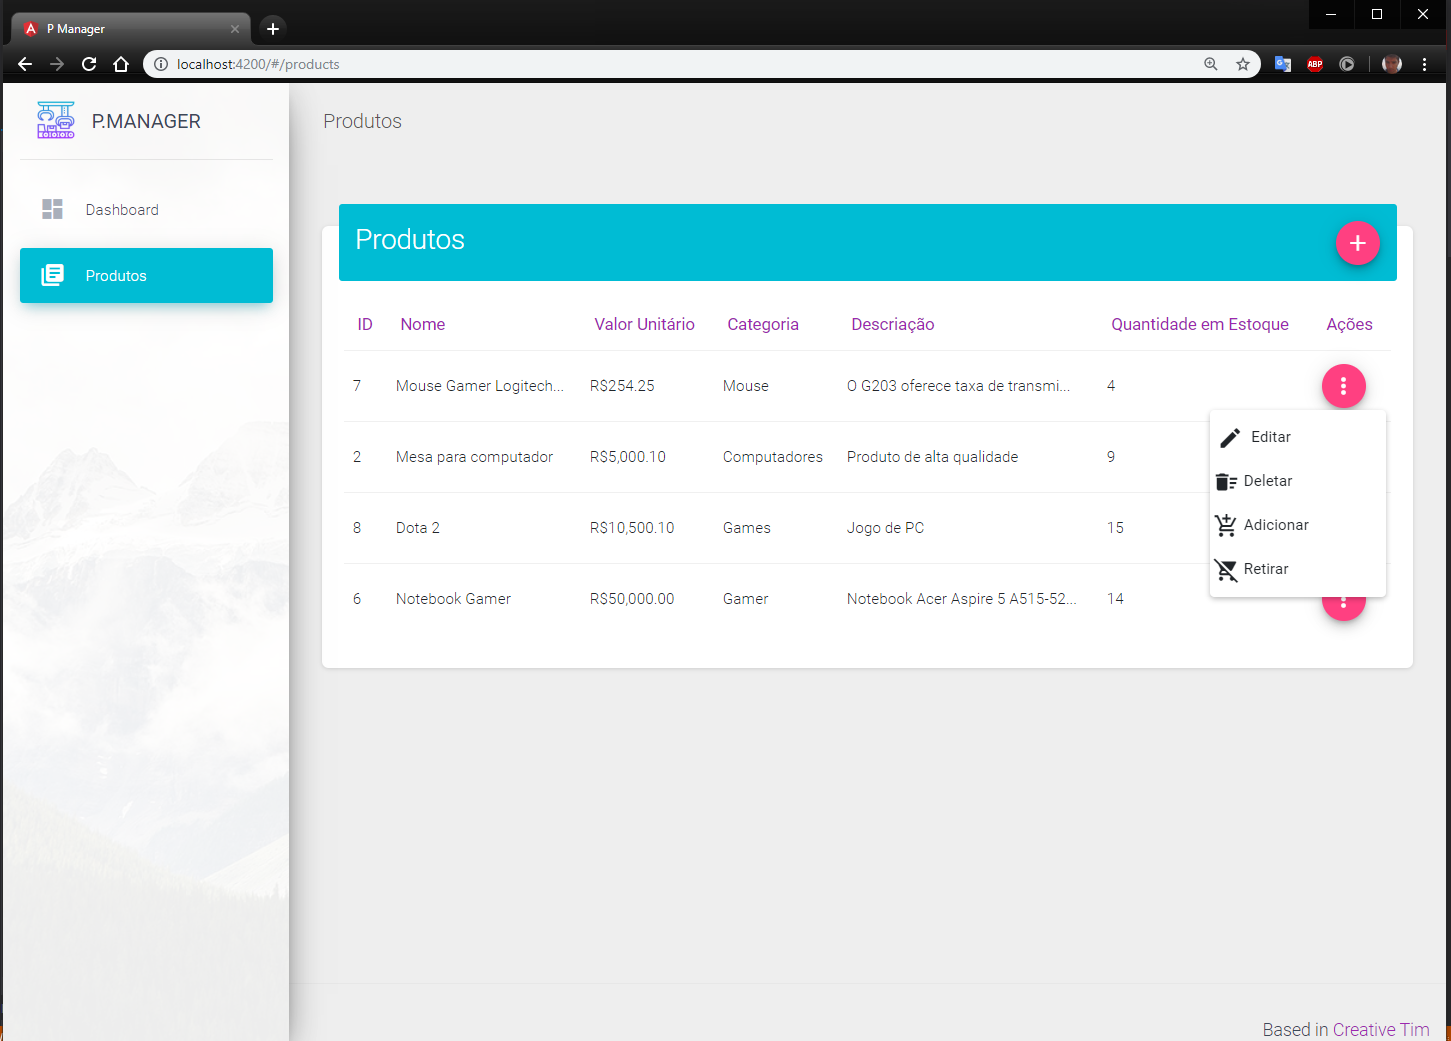 P Manager
localhost:4200/#/products
ABP
P.MANAGER
Produtos
Dashboard
Produtos
Produtos
ID Nome Valor Unitário Categoria Descriação Quantidade em Estoque Ações
7 Mouse Gamer Logitech... R$254.25 Mouse O G203 oferece taxa de transmi... 4
Editar
2 Mesa para computador R$5,000.10 Computadores Produto de alta qualidade 9
Deletar
8 Dota 2 R$10,500.10 Games Jogo de PC 15
Adicionar
Retirar
6 Notebook Gamer R$50,000.00 Gamer Notebook Acer Aspire 5 A515-52... 14
Based in Creative Tim